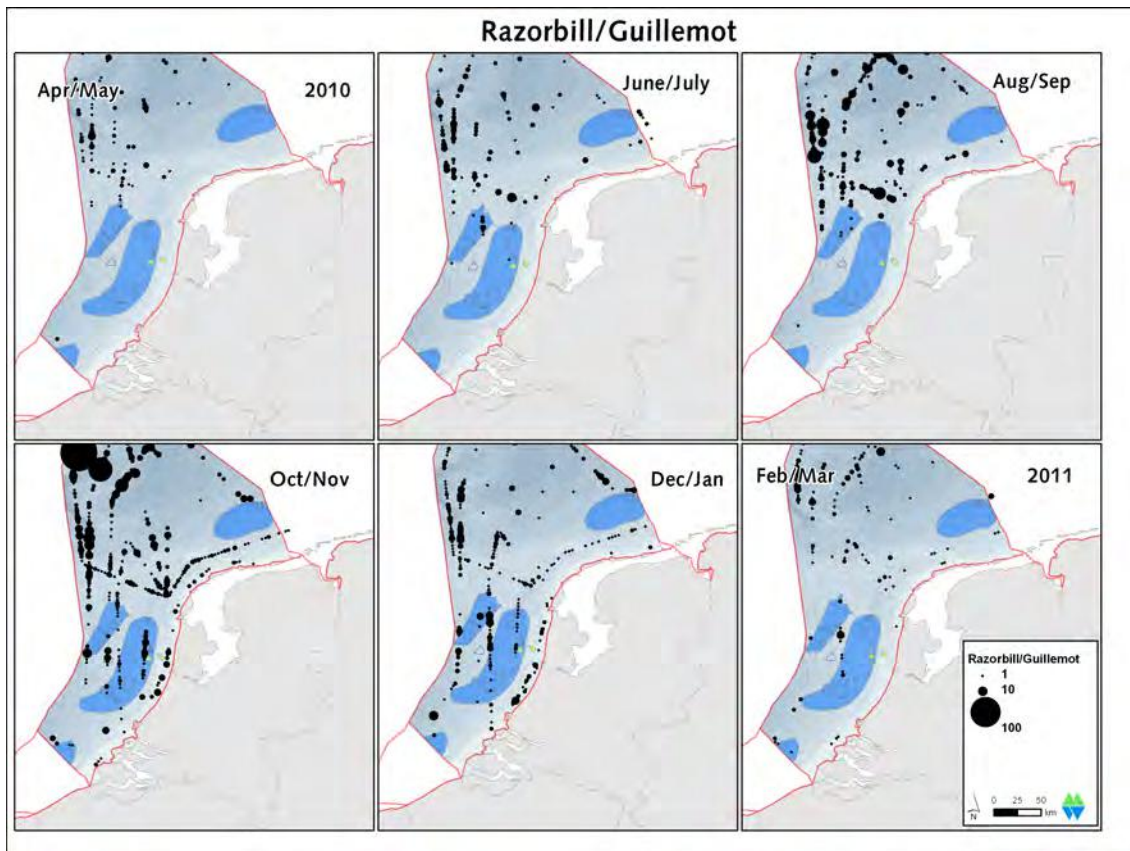 Razorbill/Guillemot
Apr/May
2010
June/July
Aug/Sep
Oct/Nov
Dec/Jan
Feb/Mar
2011
Razorbill/Guillemot
1
10
100
N
0 25 50
km